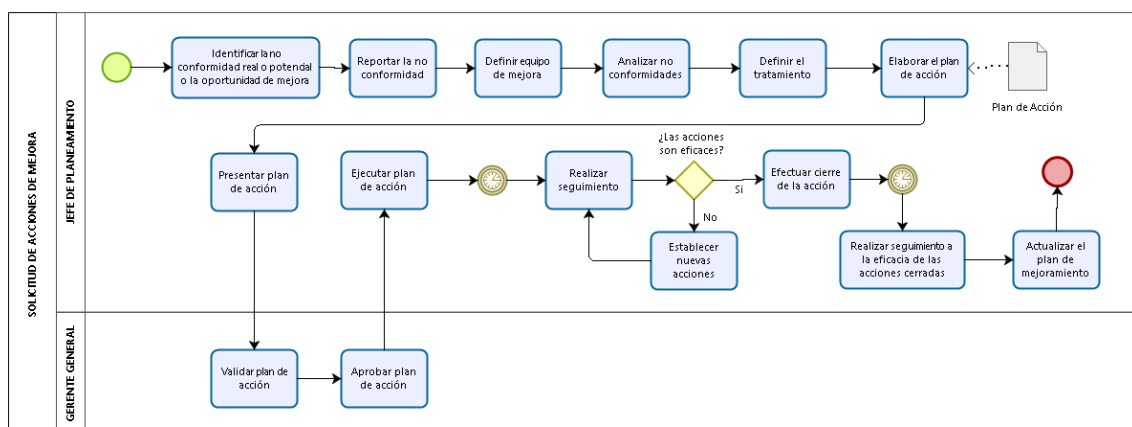 SOLICITUD DE ACCIONES DE MEJORA
JEFE DE PLANEAMIENTO
Identificar la no
conformidad real o potencial
o la oportunidad de mejora
Reportar la no
conformidad
Definir equipo
de mejora
Analizar no
conformidades
Definir el
tratamiento
Elaborar el plan
de acción
Plan de Acción
Presentar plan
de acción
Ejecutar plan
de acción
Realizar
seguimiento
¿Las acciones
son eficaces?
Si
No
Establecer
nuevas
acciones
Efectuar cierre
de la acción
Realizar seguimiento a
la eficacia de las
acciones cerradas
Actualizar el
plan de
mejoramiento
GERENTE GENERAL
Validar plan de
acción
Aprobar plan
de acción